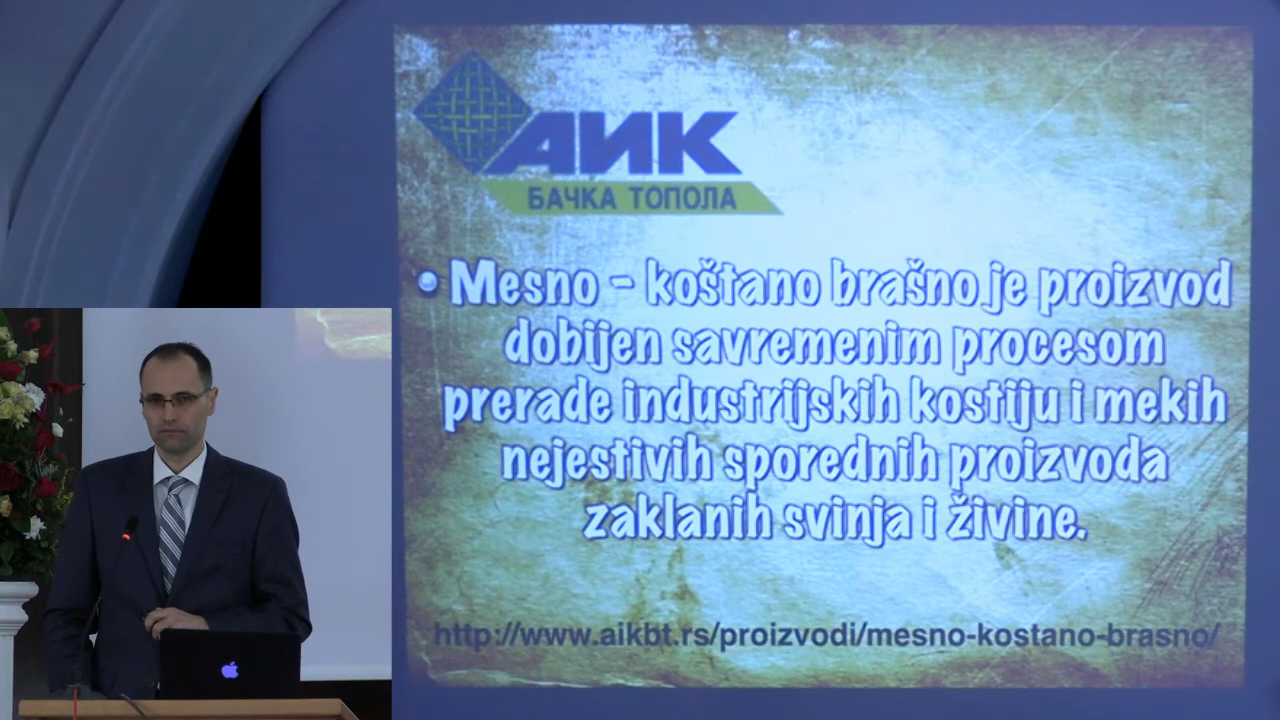 АИК
БАЧКА ТОПОЛА
• Mesno - koštano brašno je proizvod
dobijen savremenim procesom
prerade industrijskih kostiju i mekih
nejestivih sporednih proizvoda
zaklanih svinja i živine.
http://www.aikbt.rs/proizvodi/mesno-kostano-brasno/